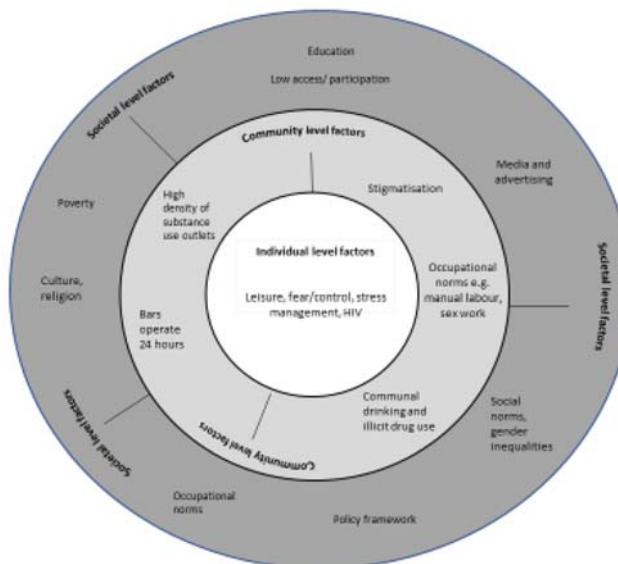 Education
Low access/ participation
Societal level factors
Community level factors
Media and
advertising
Stigmatisation
High
density of
substance
use outlets
Poverty
Individual level factors
Leisure, fear/control, stress
management, HIV
Occupational
norms e.g.
manual labour,
sex work
Societal level factors
Culture,
religion
Bars
operate
24 hours
Communal
drinking and
illicit drug use
Social
norms,
gender
inequalities
Societal level factors
Community level factors
Occupational
norms
Policy framework